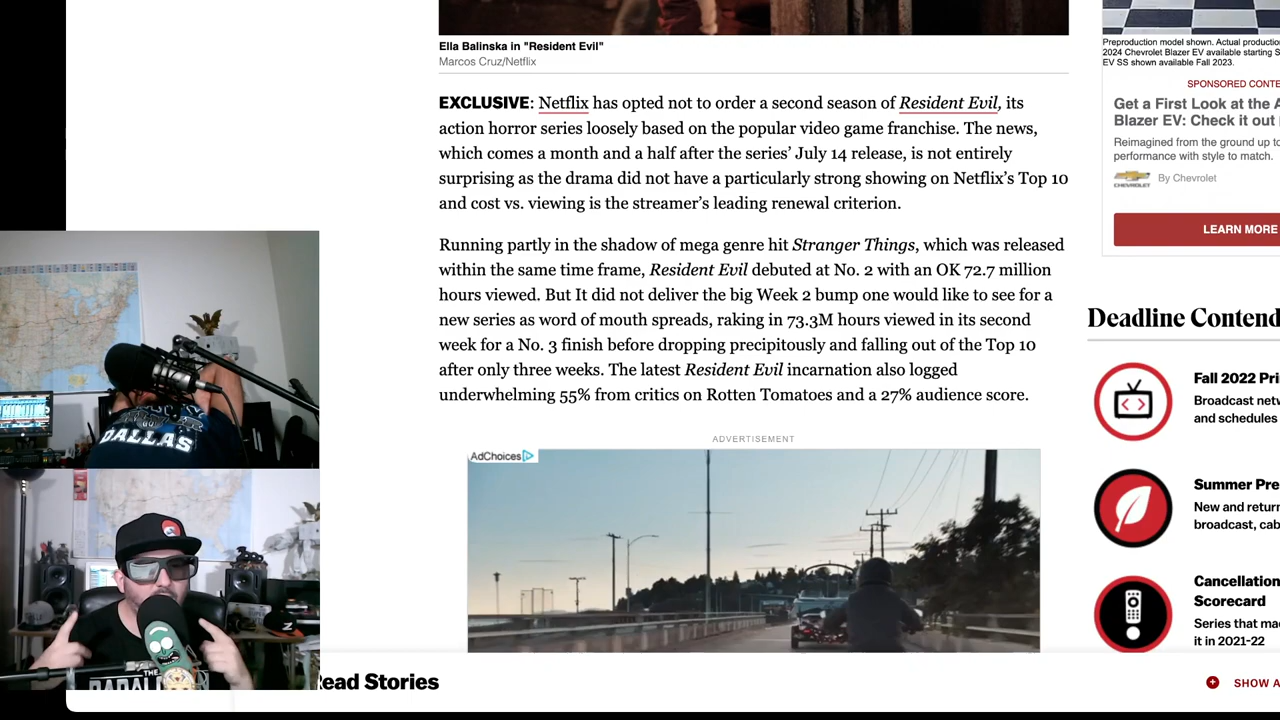 Ella Balinska in "Resident Evil"
Marcos Cruz/Netflix
EXCLUSIVE: Netflix has opted not to order a second season of Resident Evil, its
action horror series loosely based on the popular video game franchise. The news,
which comes a month and a half after the series’ July 14 release, is not entirely
surprising as the drama did not have a particularly strong showing on Netflix’s Top 10
and cost vs. viewing is the streamer’s leading renewal criterion.
Running partly in the shadow of mega genre hit Stranger Things, which was released
within the same time frame, Resident Evil debuted at No. 2 with an OK 72.7 million
hours viewed. But It did not deliver the big Week 2 bump one would like to see for a
new series as word of mouth spreads, raking in 73.3M hours viewed in its second
week for a No. 3 finish before dropping precipitously and falling out of the Top 10
after only three weeks. The latest Resident Evil incarnation also logged
underwhelming 55% from critics on Rotten Tomatoes and a 27% audience score.
ADVERTISEMENT
AdChoices
Preproduction model shown. Actual productio
2024 Chevrolet Blazer EV available starting S
EV SS shown available Fall 2023.
SPONSORED CONTE
Get a First Look at the A
Blazer EV: Check it out
Reimagined from the ground up to
performance with style to match.
CHEVROLET
By Chevrolet
LEARN MORE
Deadline Contend
Fall 2022 Pri
Broadcast netw
and schedules
Summer Pre
New and return
broadcast, cab
Cancellation
Scorecard
Series that ma
it in 2021-22
DALLAS
THE
Read Stories
SHOW A